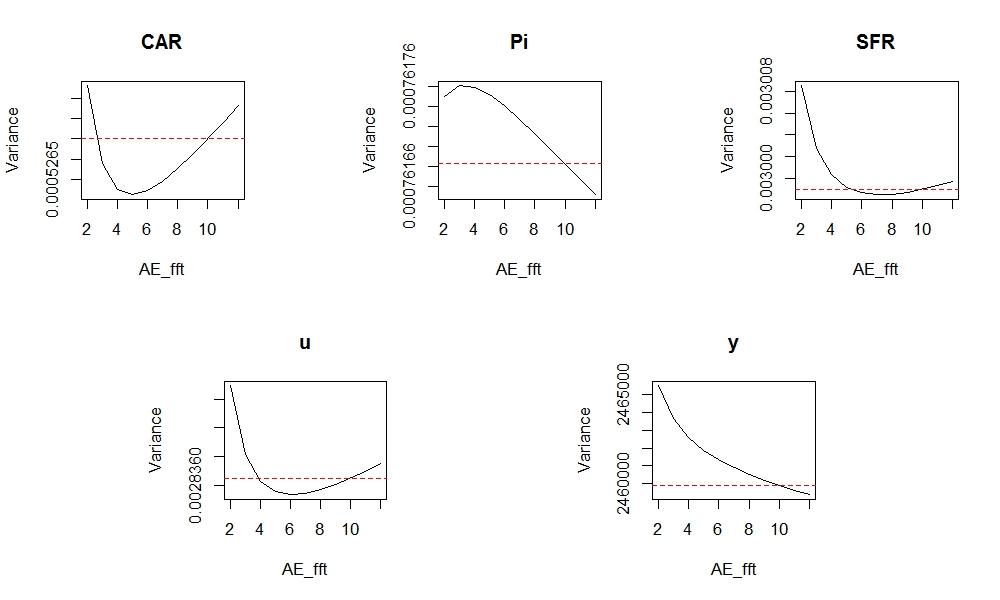 CAR
Variance
0.0005265
2 4 6 8 10
AE_fft
Pi
Variance
0.00076166 0.00076176
2 4 6 8 10
AE_fft
SFR
Variance
0.003000 0.003008
2 4 6 8 10
AE_fft
u
Variance
0.0028360
2 4 6 8 10
AE_fft
y
Variance
2460000 2465000
2 4 6 8 10
AE_fft